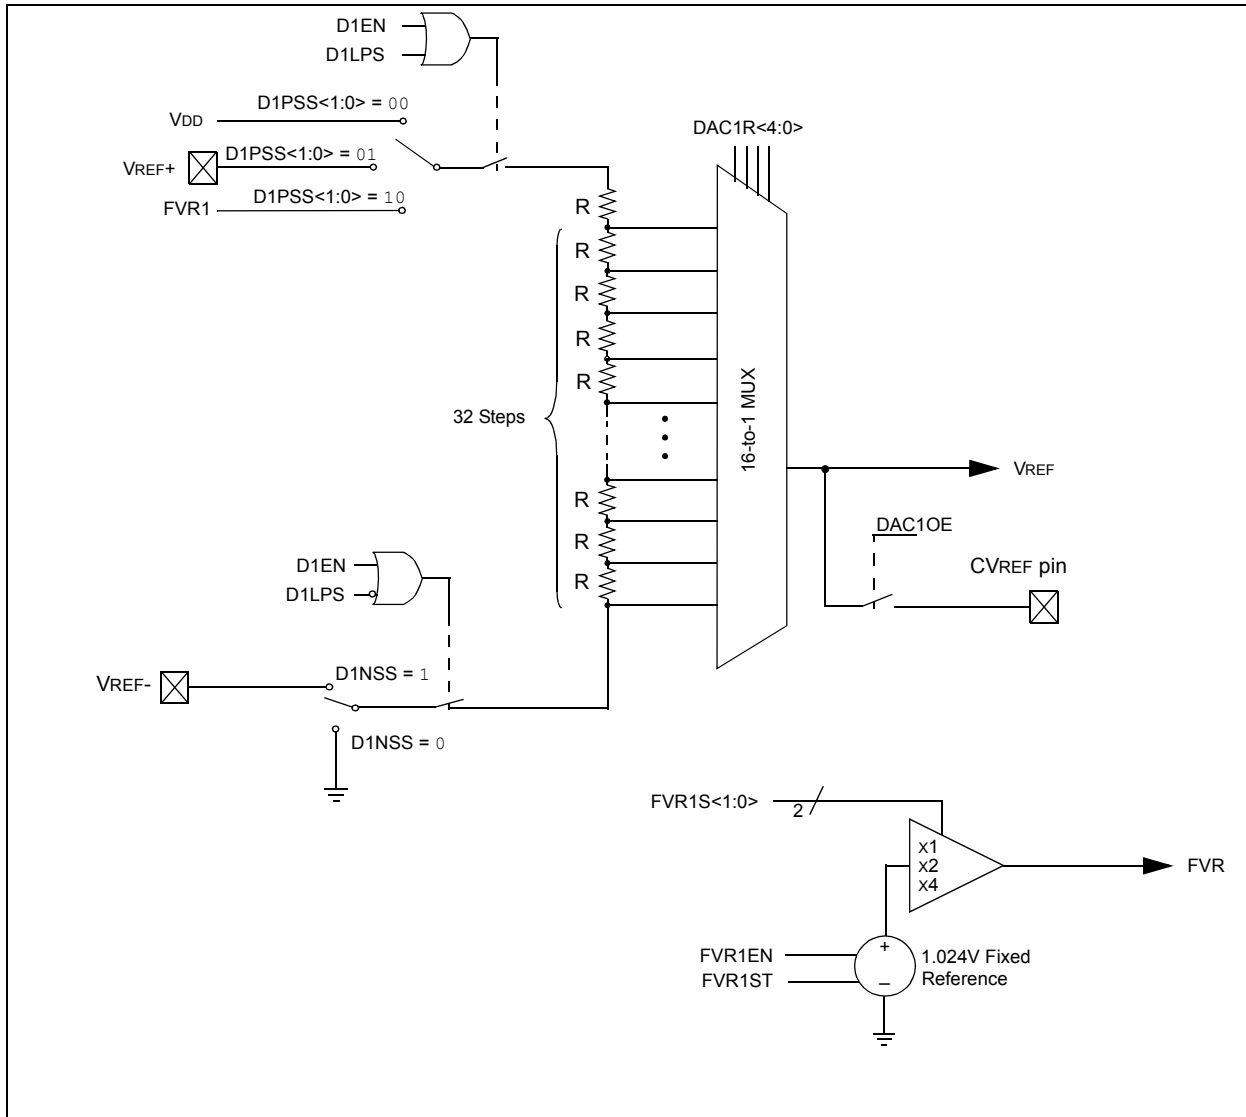 D1EN
D1LPS
D1PSS<1:0> = 00
VDD
DAC1R<4:0>
D1PSS<1:0> = 01
VREF+
D1PSS<1:0> = 10
FVR1
R
R
R
R
R
32 Steps
16-to-1 MUX
VREF
R
DAC1OE
R
D1EN
CVREF pin
R
D1LPS
D1NSS = 1
VREF-
D1NSS = 0
FVR1S<1:0>
2
x1
x2
x4
FVR
+
FVR1EN
1.024V Fixed
Reference
FVR1ST
–